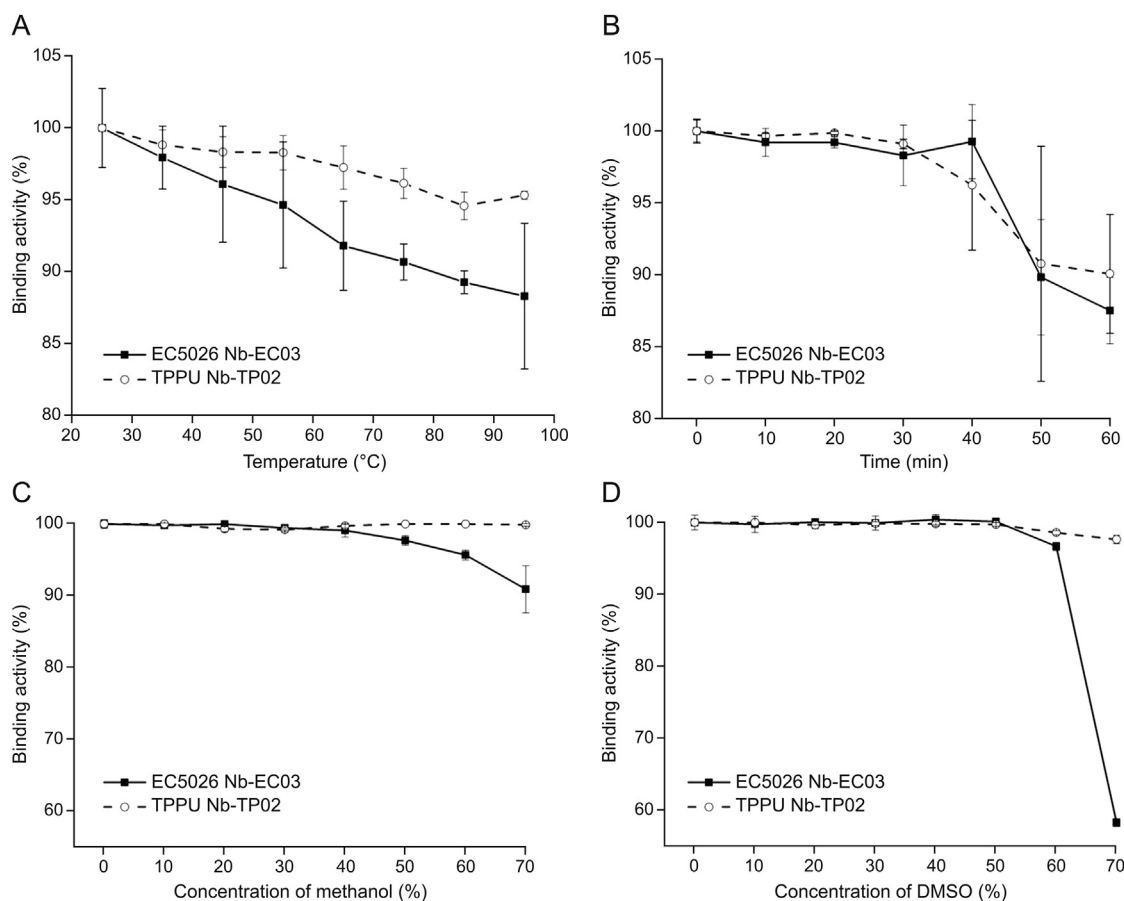 A
105
100
95
90
85
80
Binding activity (%)
EC5026 Nb-EC03
TPPU Nb-TP02
20 30 40 50 60 70 80 90 100
Temperature (°C)
B
105
100
95
90
85
80
Binding activity (%)
EC5026 Nb-EC03
TPPU Nb-TP02
0 10 20 30 40 50 60
Time (min)
C
100
90
80
70
60
Binding activity (%)
EC5026 Nb-EC03
TPPU Nb-TP02
0 10 20 30 40 50 60 70
Concentration of methanol (%)
D
100
90
80
70
60
Binding activity (%)
EC5026 Nb-EC03
TPPU Nb-TP02
0 10 20 30 40 50 60 70
Concentration of DMSO (%)